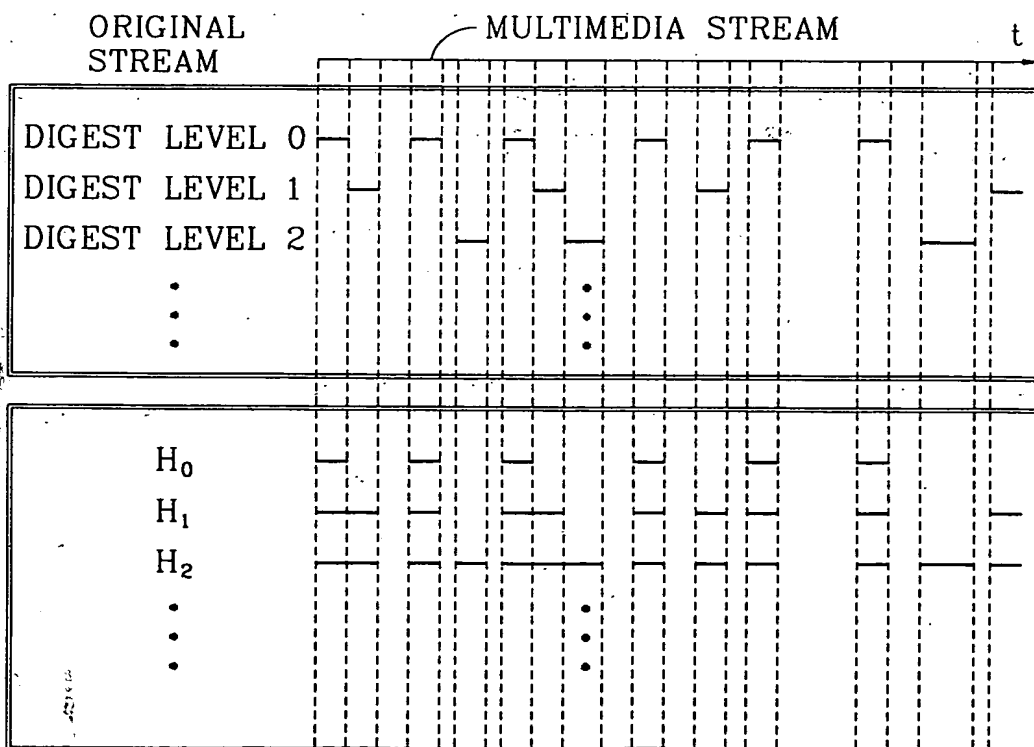 ORIGINAL
STREAM
MULTIMEDIA STREAM
t
DIGEST LEVEL 0
DIGEST LEVEL 1
DIGEST LEVEL 2
H₀
H₁
H₂